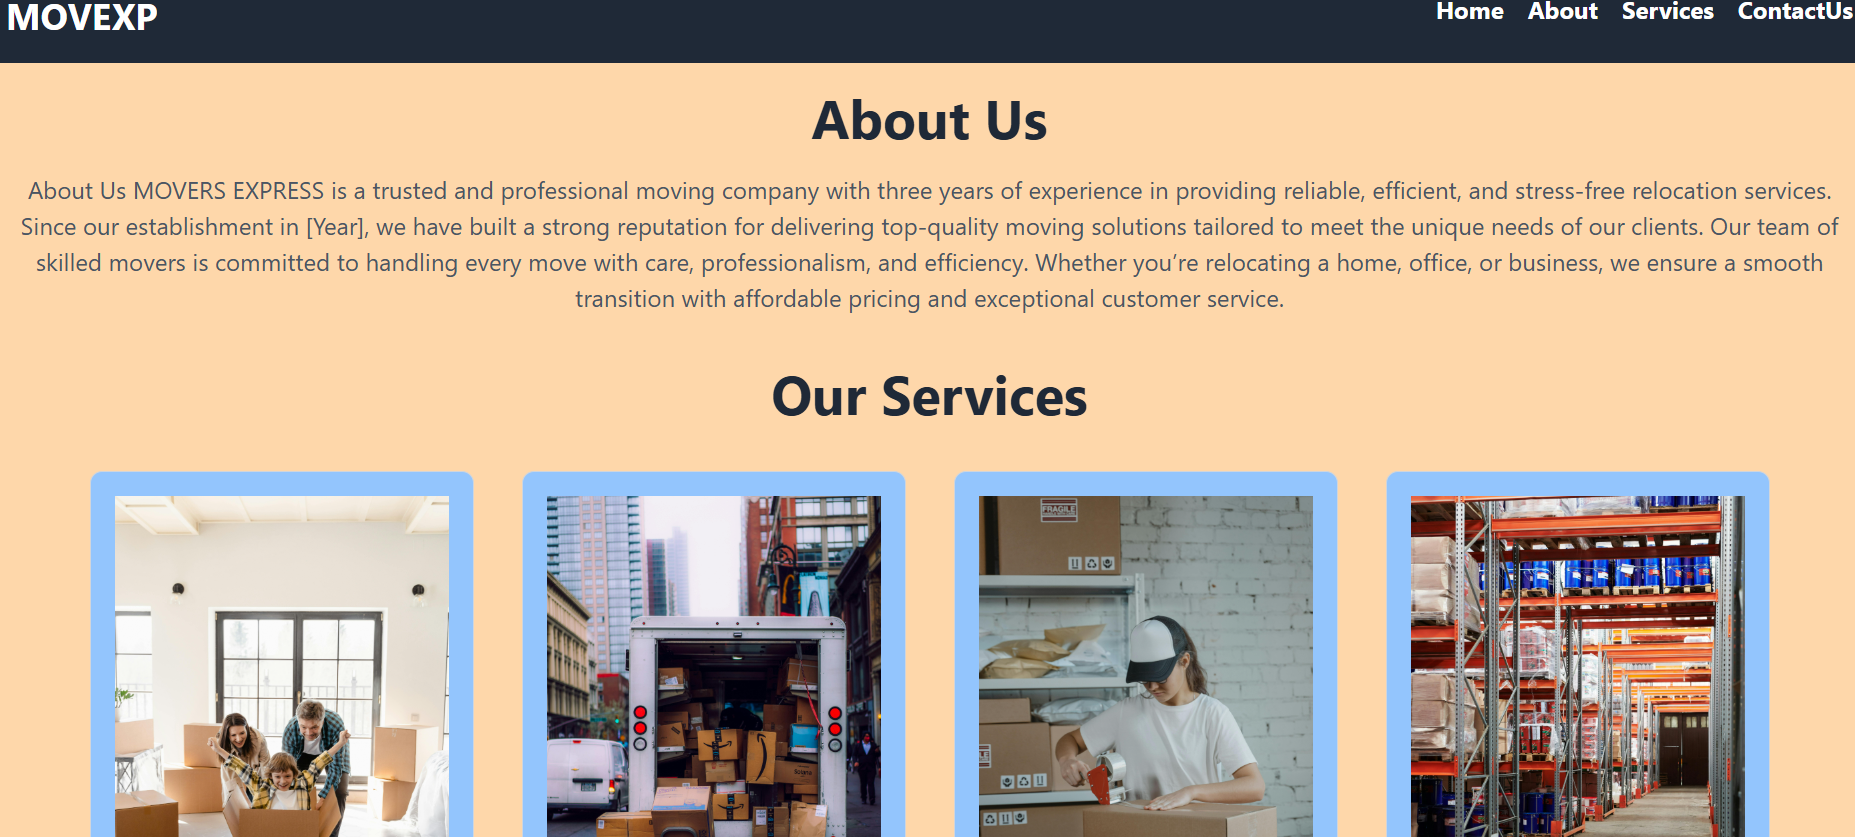 MOVEXP
Home About Services ContactUs
About Us
About Us MOVERS EXPRESS is a trusted and professional moving company with three years of experience in providing reliable, efficient, and stress-free relocation services.
Since our establishment in [Year], we have built a strong reputation for delivering top-quality moving solutions tailored to meet the unique needs of our clients. Our team of
skilled movers is committed to handling every move with care, professionalism, and efficiency. Whether you’re relocating a home, office, or business, we ensure a smooth
transition with affordable pricing and exceptional customer service.
Our Services
FRAGILE